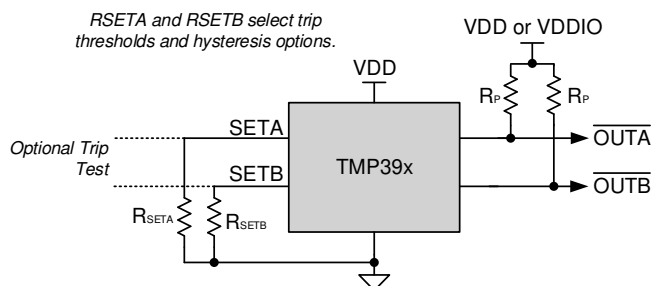 RSETA and RSETB select trip
thresholds and hysteresis options.
VDD or VDDIO
VDD
RP
RP
SETA
OUTA
Optional Trip
Test
TMP39x
SETB
OUTB
RSETA
RSETB